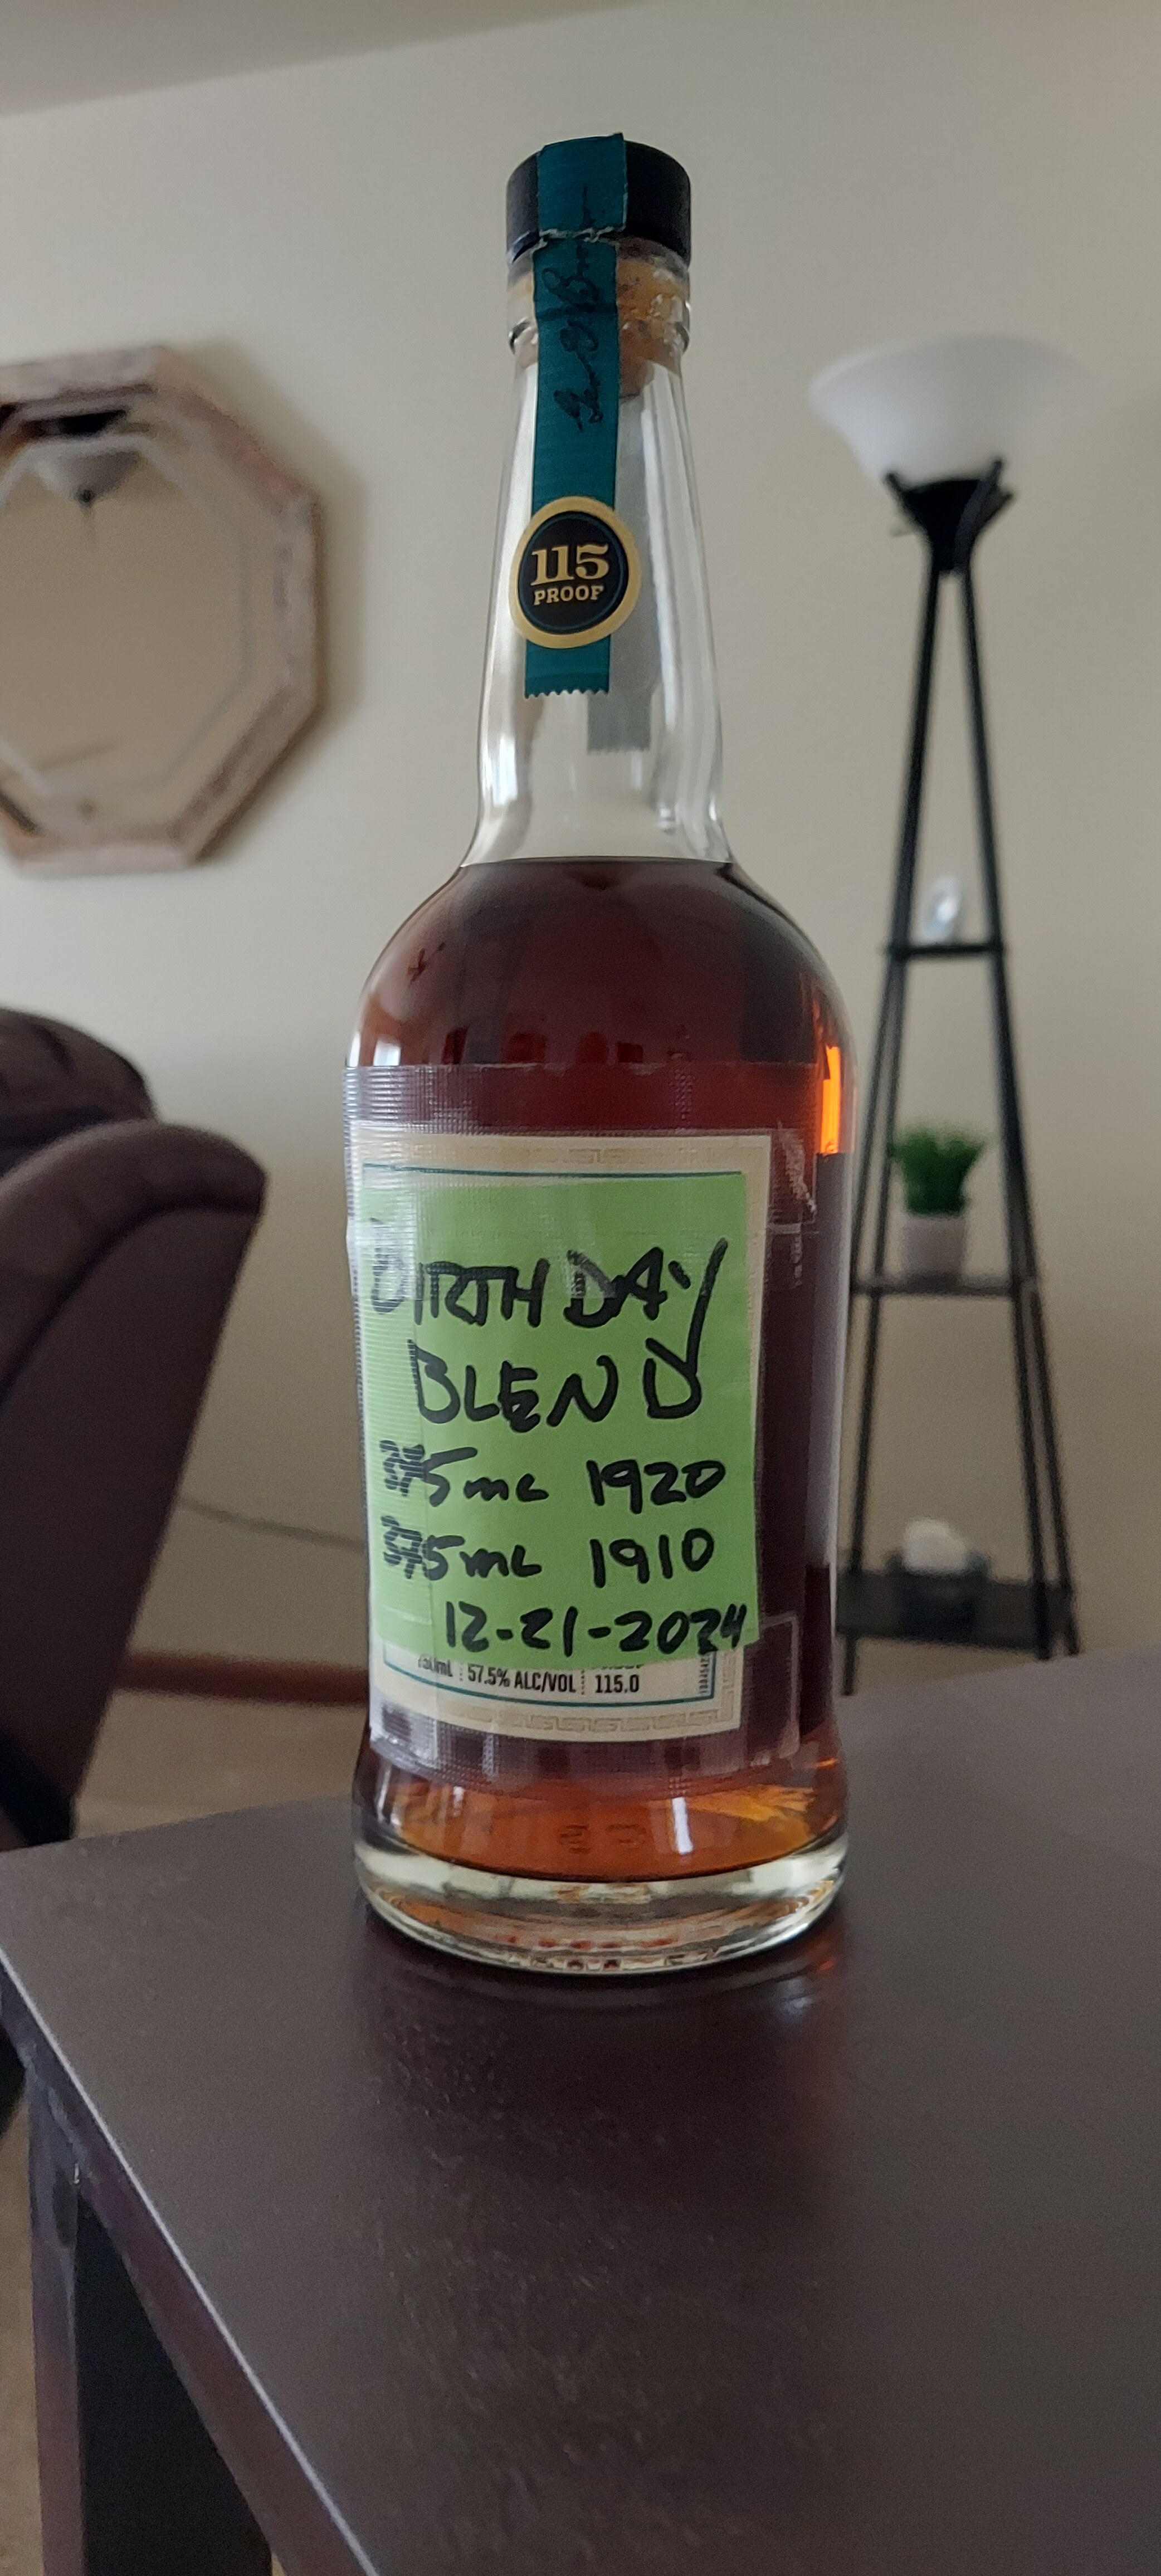 115
PROOF
BIRTHDAY
BLEND
375mL 1920
375mL 1910
12-21-2024
750mL 57.5% ALC/VOL 115.0